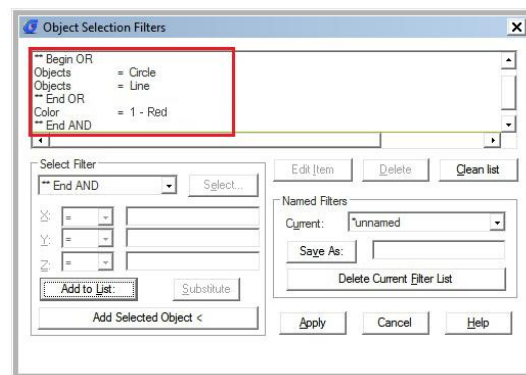 Object Selection Filters
** Begin OR
Objects = Circle
Objects = Line
** End OR
Color = 1 - Red
** End AND
Select Filter
** End AND
Select...
X: =
Y: =
Z: =
Add to List:
Substitute
Add Selected Object <
Edit Item
Delete
Clean list
Named Filters
Current:
*unnamed
Save As:
Delete Current Filter List
Apply
Cancel
Help